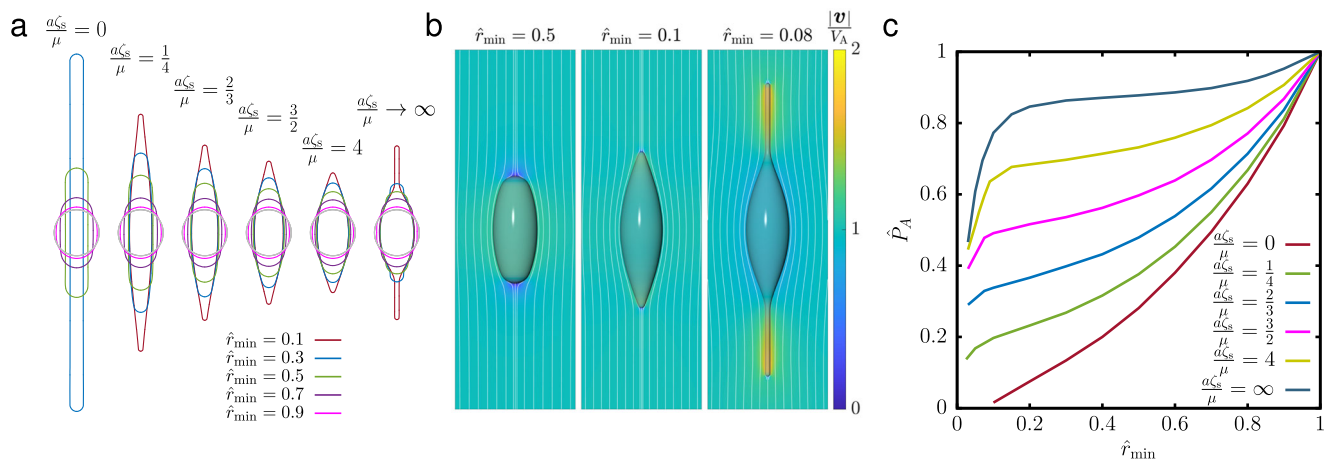 a
aζₛ/μ = 0
aζₛ/μ = 1/4
aζₛ/μ = 2/3
aζₛ/μ = 3/2
aζₛ/μ = 4
aζₛ/μ → ∞
r̂min = 0.1
r̂min = 0.3
r̂min = 0.5
r̂min = 0.7
r̂min = 0.9
b
r̂min = 0.5
r̂min = 0.1
r̂min = 0.08
|v|/VA
2
1
0
c
P̂A
1
0.8
0.6
0.4
0.2
0
aζₛ/μ = 0
aζₛ/μ = 1/4
aζₛ/μ = 2/3
aζₛ/μ = 3/2
aζₛ/μ = 4
aζₛ/μ = ∞
0 0.2 0.4 0.6 0.8 1
r̂min